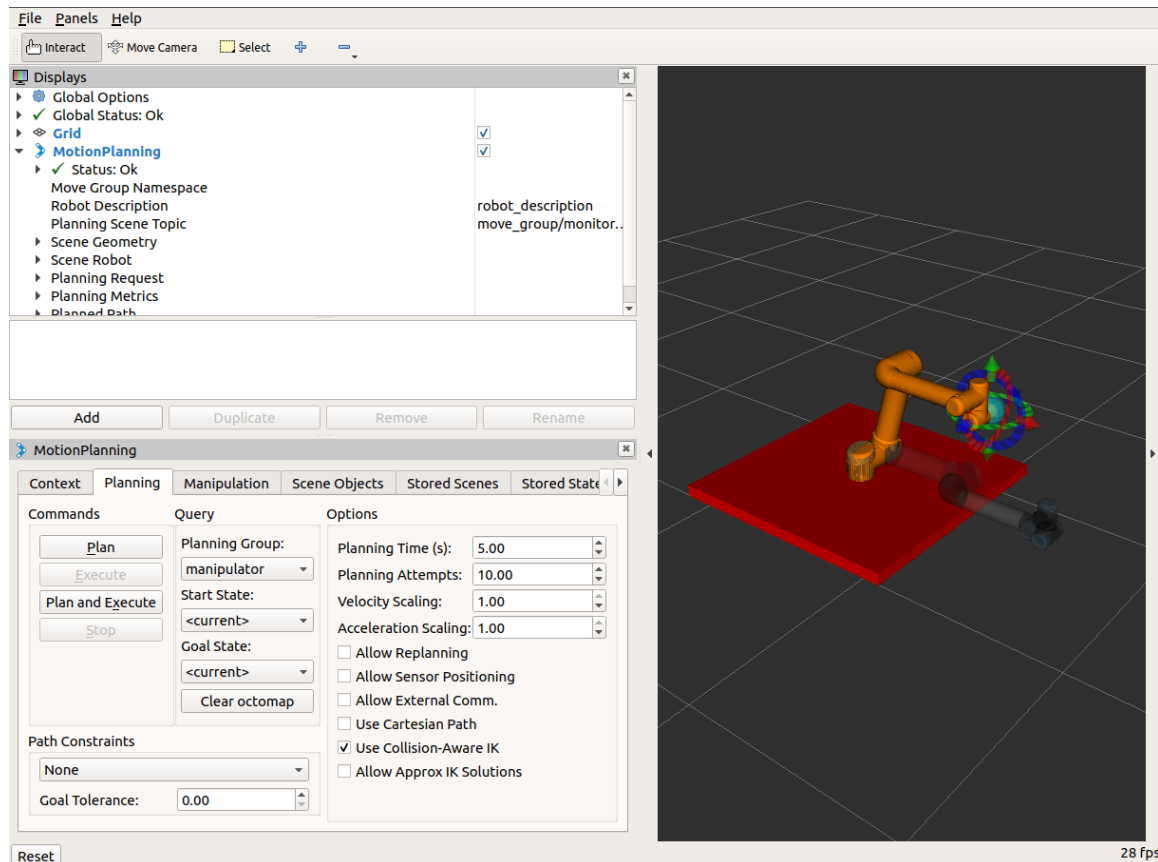 File Panels Help
Interact Move Camera Select
Displays
Global Options
Global Status: Ok
Grid
MotionPlanning
Status: Ok
Move Group Namespace
Robot Description robot_description
Planning Scene Topic move_group/monitor...
Scene Geometry
Scene Robot
Planning Request
Planning Metrics
Planned Path
Add Duplicate Remove Rename
MotionPlanning
Context Planning Manipulation Scene Objects Stored Scenes Stored State
Commands Query Options
Plan Planning Group: Planning Time (s): 5.00
Execute manipulator Planning Attempts: 10.00
Plan and Execute Start State: Velocity Scaling: 1.00
Stop <current> Acceleration Scaling: 1.00
Goal State: Allow Replanning
<current> Allow Sensor Positioning
Clear octomap Allow External Comm.
Use Cartesian Path
Path Constraints Use Collision-Aware IK
None Allow Approx IK Solutions
Goal Tolerance: 0.00
Reset 28 fps